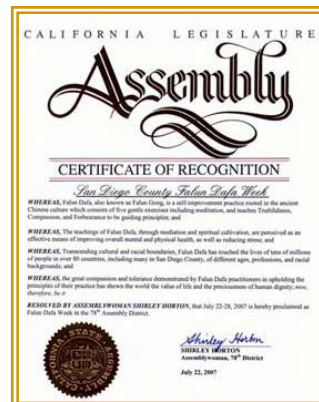 CALIFORNIA LEGISLATURE
Assembly
CERTIFICATE OF RECOGNITION
San Diego County Falun Dafa Week
WHEREAS, Falun Dafa, also known as Falun Gong, is a self-improvement practice rooted in the ancient
Chinese culture which consists of five gentle exercises including meditation, and teaches Truthfulness,
Compassion, and Forbearance to be guiding principles; and
WHEREAS, The teachings of Falun Dafa, through meditation and spiritual cultivation, are perceived as an
effective means of improving overall mental and physical health, as well as reducing stress; and
WHEREAS, Transcending cultural and racial boundaries, Falun Dafa has touched the lives of tens of millions
of people in over 80 countries, including many in San Diego County, of different ages, professions, and racial
backgrounds; and
WHEREAS, the great compassion and tolerance demonstrated by Falun Dafa practitioners in upholding the
principles of their practice has shown the world the value of life and the preciousness of human dignity; now,
therefore, be it
RESOLVED BY ASSEMBLYWOMAN SHIRLEY HORTON, that July 22-28, 2007 is hereby proclaimed as
Falun Dafa Week in the 78th Assembly District.
Shirley Horton
SHIRLEY HORTON
Assemblywoman, 78th District
July 22, 2007